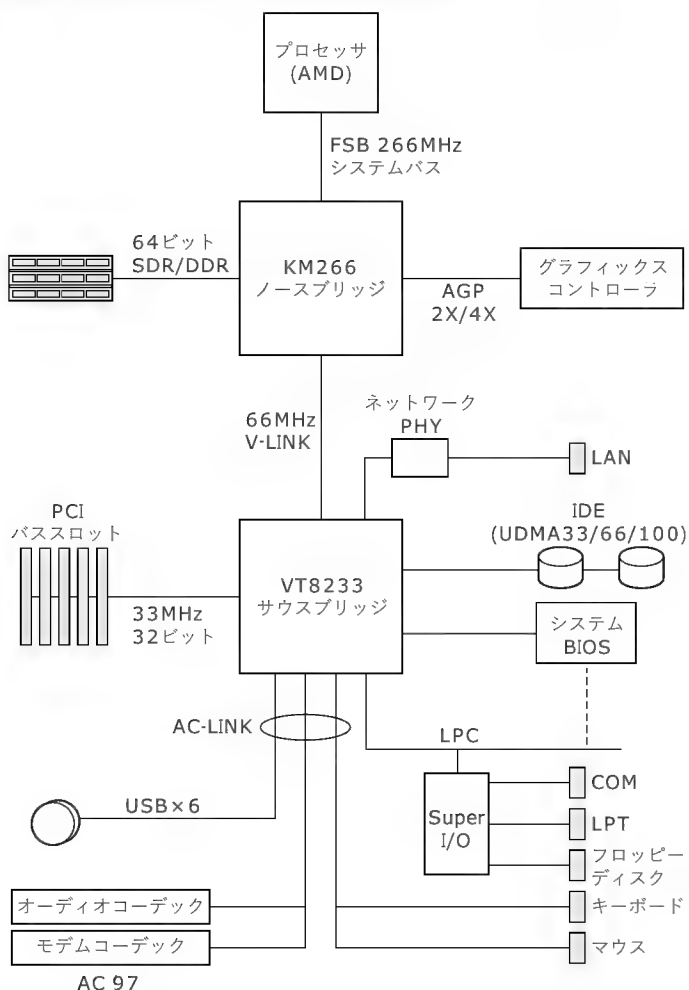 プロセッサ
(AMD)
FSB 266MHz
システムバス
64ビット
SDR/DDR
KM266
ノースブリッジ
AGP
2X/4X
グラフィックス
コントローラ
66MHz
V-LINK
ネットワーク
PHY
LAN
PCI
バススロット
IDE
(UDMA33/66/100)
33MHz
32ビット
VT8233
サウスブリッジ
システム
BIOS
AC-LINK
LPC
USB×6
Super
I/O
COM
LPT
フロッピー
ディスク
オーディオコーデック
キーボード
モデムコーデック
マウス
AC 97